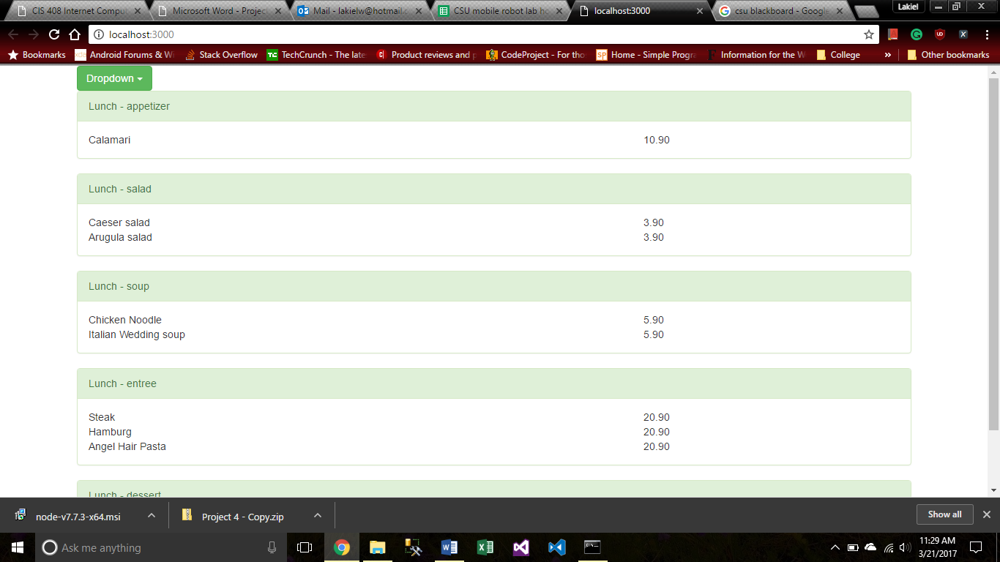 CIS 408 Internet Comput
Microsoft Word - Project
Mail - lakielw@hotmail.c
CSU mobile robot lab ho
localhost:3000
csu blackboard - Google
Lakiel
localhost:3000
Bookmarks
Android Forums & W
Stack Overflow
TechCrunch - The late
Product reviews and p
CodeProject - For tho
Home - Simple Progra
Information for the W
College
»
Other bookmarks
Dropdown
Lunch - appetizer
Calamari 10.90
Lunch - salad
Caeser salad 3.90
Arugula salad 3.90
Lunch - soup
Chicken Noodle 5.90
Italian Wedding soup 5.90
Lunch - entree
Steak 20.90
Hamburg 20.90
Angel Hair Pasta 20.90
Lunch - dessert
node-v7.7.3-x64.msi
Project 4 - Copy.zip
Show all
Ask me anything
11:29 AM
3/21/2017